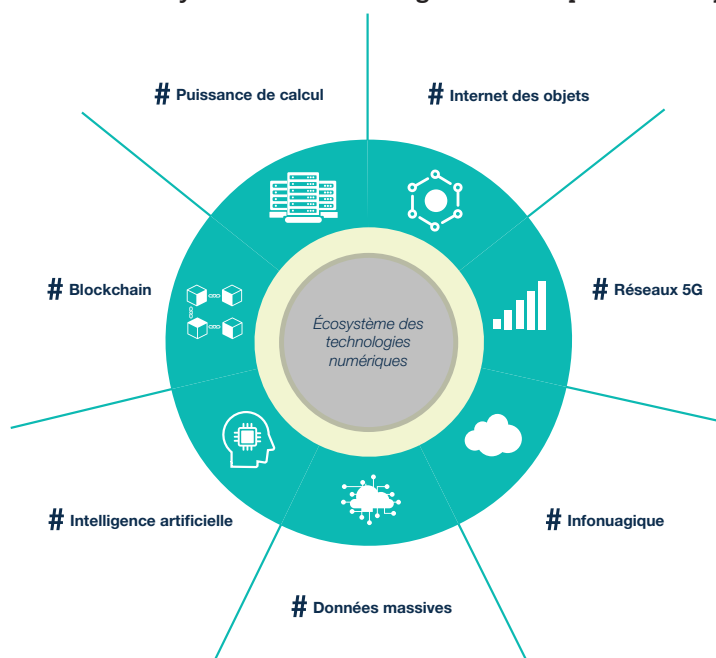 # Puissance de calcul
# Internet des objets
# Blockchain
# Réseaux 5G
Écosystème des
technologies
numériques
# Intelligence artificielle
# Infonuagique
# Données massives